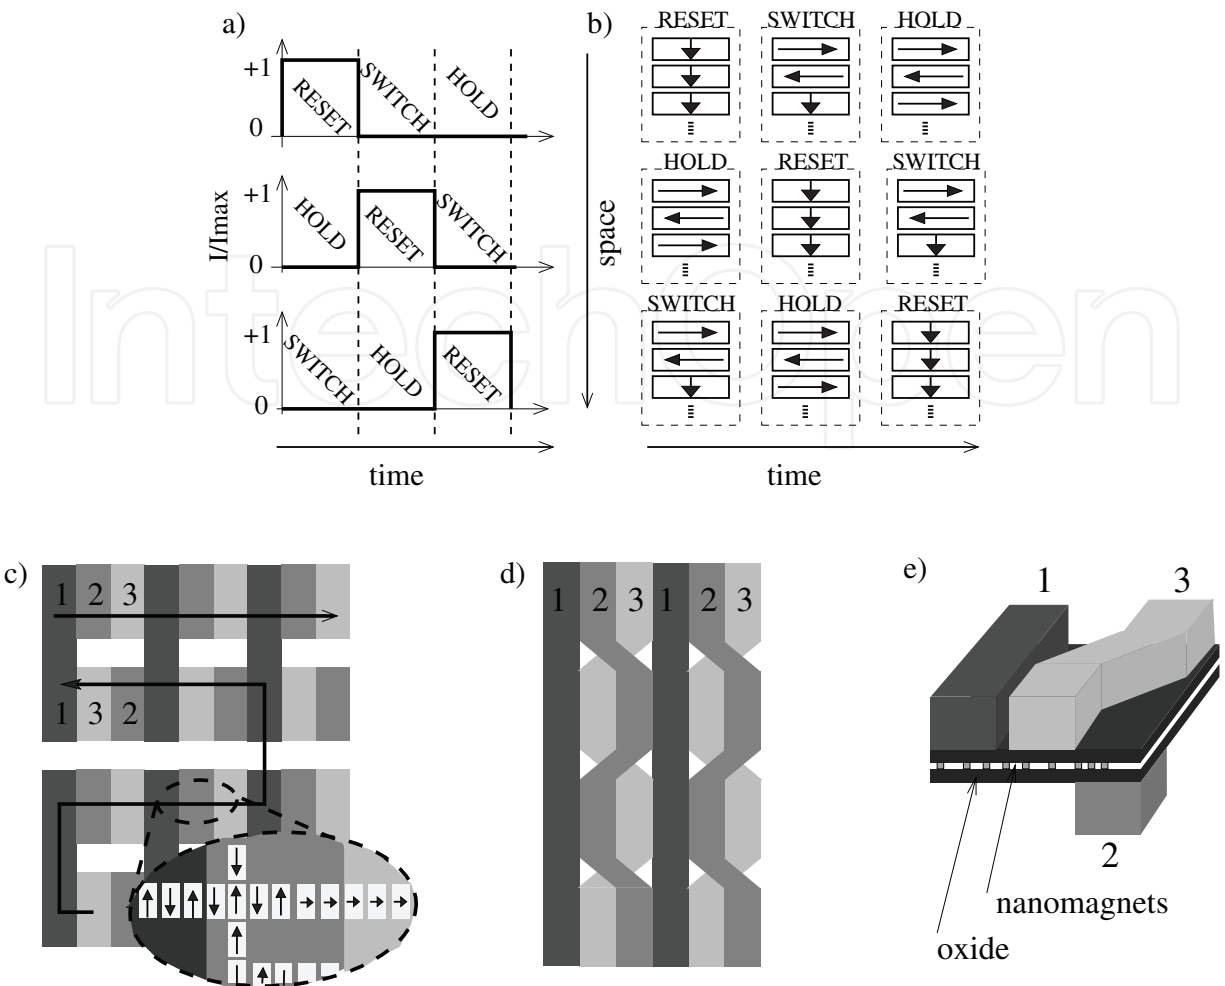 a)
+1
0
RESET
SWITCH
HOLD
+1
0
HOLD
RESET
SWITCH
I/Imax
+1
0
SWITCH
HOLD
RESET
time
b)
space
RESET SWITCH HOLD
HOLD RESET SWITCH
SWITCH HOLD RESET
time
IntechOpen
c)
1 2 3
1 3 2
d)
1 2 3 1 2 3
e)
1
3
2
nanomagnets
oxide